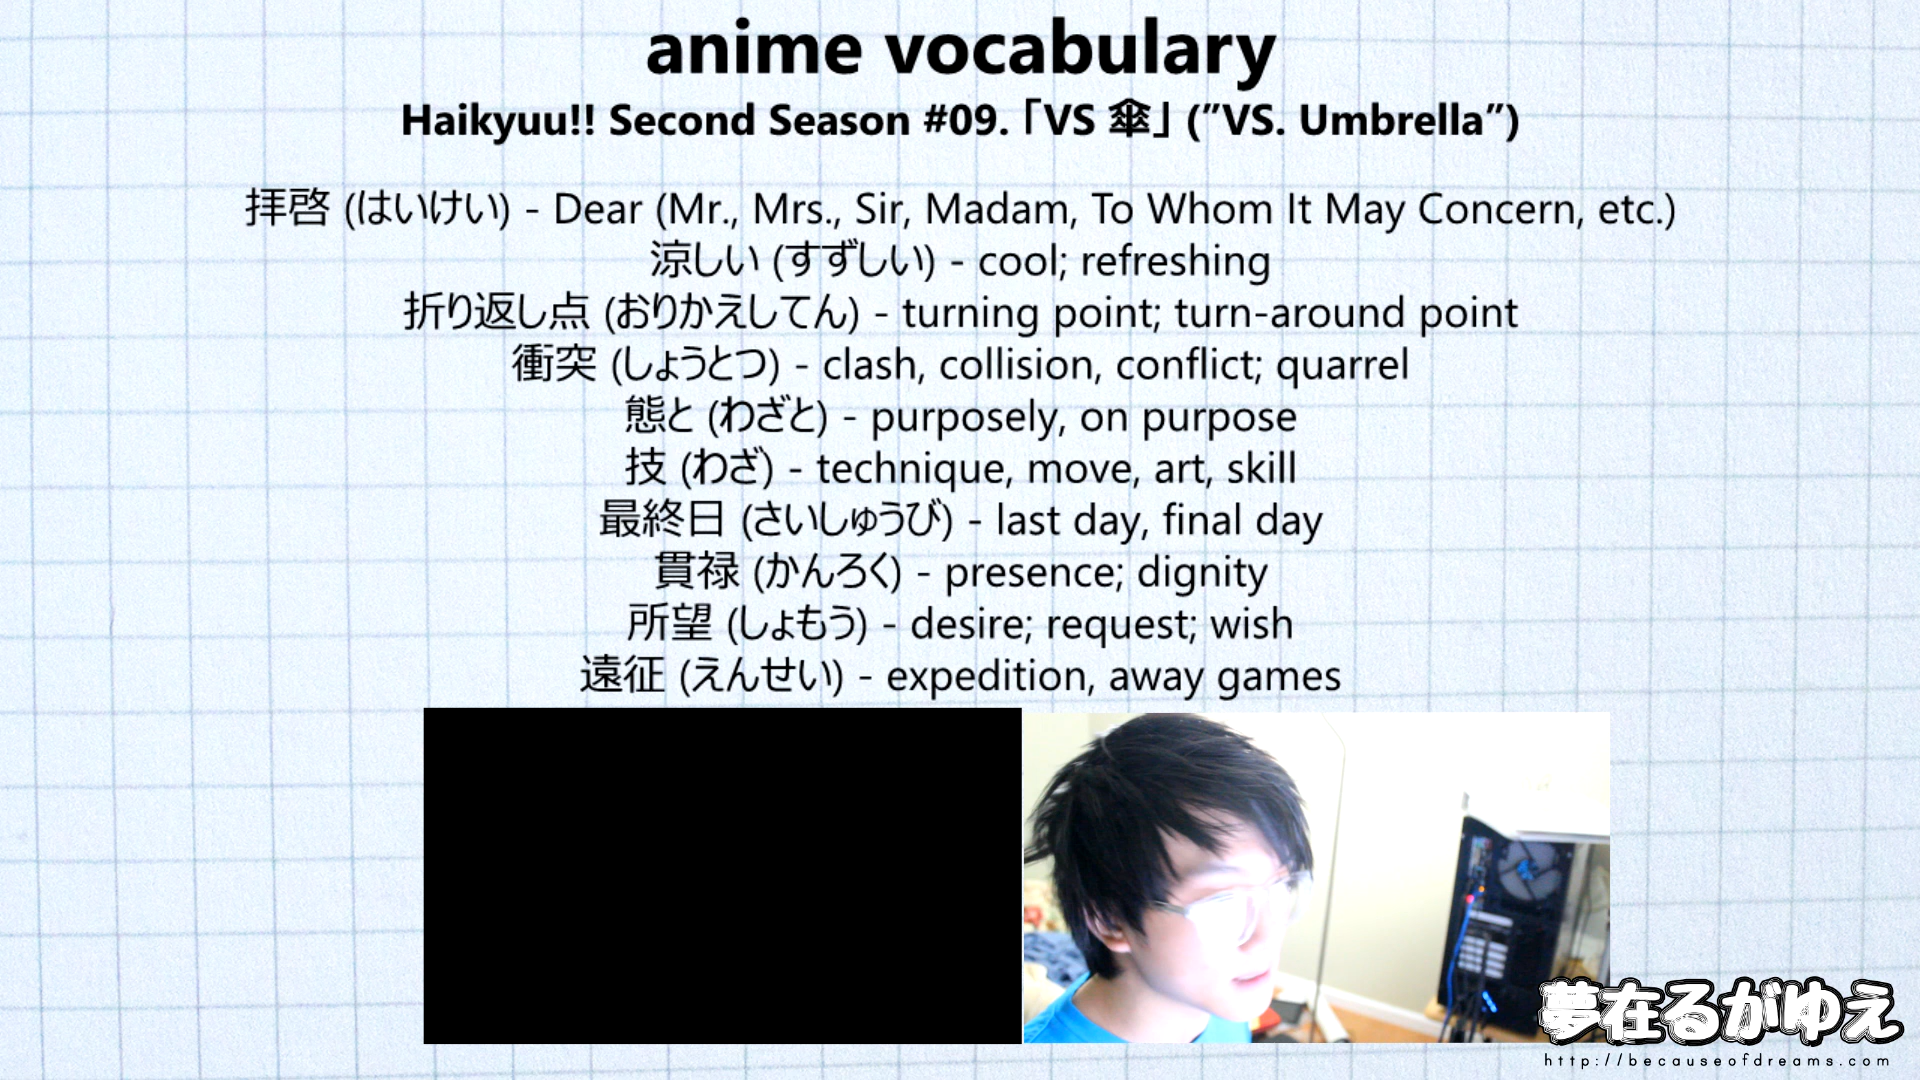 anime vocabulary
Haikyuu!! Second Season #09.「VS 傘」(”VS. Umbrella”)
拝啓 (はいけい) - Dear (Mr., Mrs., Sir, Madam, To Whom It May Concern, etc.)
涼しい (すずしい) - cool; refreshing
折り返し点 (おりかえしてん) - turning point; turn-around point
衝突 (しょうとつ) - clash, collision, conflict; quarrel
態と (わざと) - purposely, on purpose
技 (わざ) - technique, move, art, skill
最終日 (さいしゅうび) - last day, final day
貫禄 (かんろく) - presence; dignity
所望 (しょもう) - desire; request; wish
遠征 (えんせい) - expedition, away games
夢在るがゆえ
http://becauseofdreams.com